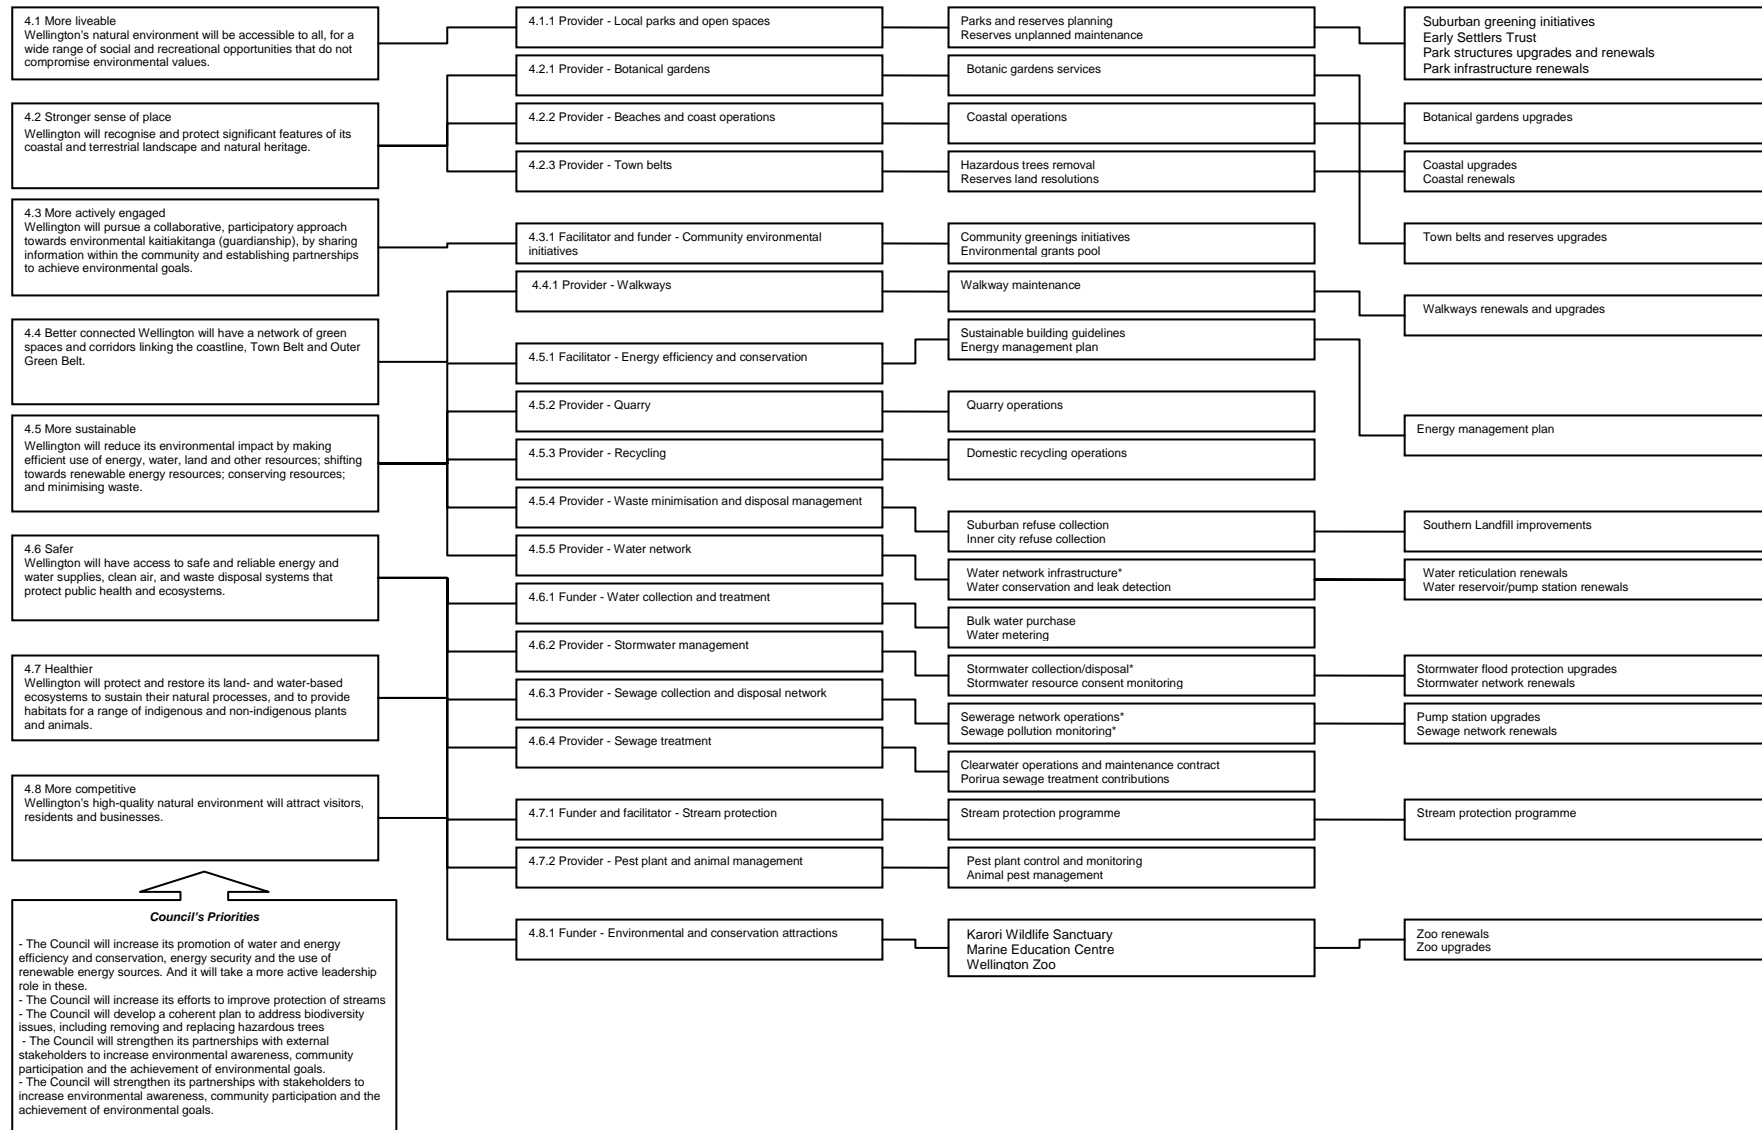 4.1 More liveable
Wellington's natural environment will be accessible to all, for a
wide range of social and recreational opportunities that do not
compromise environmental values.
4.2 Stronger sense of place
Wellington will recognise and protect significant features of its
coastal and terrestrial landscape and natural heritage.
4.3 More actively engaged
Wellington will pursue a collaborative, participatory approach
towards environmental kaitiakitanga (guardianship), by sharing
information within the community and establishing partnerships
to achieve environmental goals.
4.4 Better connected Wellington will have a network of green
spaces and corridors linking the coastline, Town Belt and Outer
Green Belt.
4.5 More sustainable
Wellington will reduce its environmental impact by making
efficient use of energy, water, land and other resources; shifting
towards renewable energy resources; conserving resources;
and minimising waste.
4.6 Safer
Wellington will have access to safe and reliable energy and
water supplies, clean air, and waste disposal systems that
protect public health and ecosystems.
4.7 Healthier
Wellington will protect and restore its land- and water-based
ecosystems to sustain their natural processes, and to provide
habitats for a range of indigenous and non-indigenous plants
and animals.
4.8 More competitive
Wellington's high-quality natural environment will attract visitors,
residents and businesses.
Council's Priorities
- The Council will increase its promotion of water and energy
efficiency and conservation, energy security and the use of
renewable energy sources. And it will take a more active leadership
role in these.
- The Council will increase its efforts to improve protection of streams
- The Council will develop a coherent plan to address biodiversity
issues, including removing and replacing hazardous trees
- The Council will strengthen its partnerships with external
stakeholders to increase environmental awareness, community
participation and the achievement of environmental goals.
- The Council will strengthen its partnerships with stakeholders to
increase environmental awareness, community participation and the
achievement of environmental goals.
4.1.1 Provider - Local parks and open spaces
4.2.1 Provider - Botanical gardens
4.2.2 Provider - Beaches and coast operations
4.2.3 Provider - Town belts
4.3.1 Facilitator and funder - Community environmental
initiatives
4.4.1 Provider - Walkways
4.5.1 Facilitator - Energy efficiency and conservation
4.5.2 Provider - Quarry
4.5.3 Provider - Recycling
4.5.4 Provider - Waste minimisation and disposal management
4.5.5 Provider - Water network
4.6.1 Funder - Water collection and treatment
4.6.2 Provider - Stormwater management
4.6.3 Provider - Sewage collection and disposal network
4.6.4 Provider - Sewage treatment
4.7.1 Funder and facilitator - Stream protection
4.7.2 Provider - Pest plant and animal management
4.8.1 Funder - Environmental and conservation attractions
Parks and reserves planning
Reserves unplanned maintenance
Botanic gardens services
Coastal operations
Hazardous trees removal
Reserves land resolutions
Community greenings initiatives
Environmental grants pool
Walkway maintenance
Sustainable building guidelines
Energy management plan
Quarry operations
Domestic recycling operations
Suburban refuse collection
Inner city refuse collection
Water network infrastructure*
Water conservation and leak detection
Bulk water purchase
Water metering
Stormwater collection/disposal*
Stormwater resource consent monitoring
Sewerage network operations*
Sewage pollution monitoring*
Clearwater operations and maintenance contract
Porirua sewage treatment contributions
Stream protection programme
Pest plant control and monitoring
Animal pest management
Karori Wildlife Sanctuary
Marine Education Centre
Wellington Zoo
Suburban greening initiatives
Early Settlers Trust
Park structures upgrades and renewals
Park infrastructure renewals
Botanical gardens upgrades
Coastal upgrades
Coastal renewals
Town belts and reserves upgrades
Walkways renewals and upgrades
Energy management plan
Southern Landfill improvements
Water reticulation renewals
Water reservoir/pump station renewals
Stormwater flood protection upgrades
Stormwater network renewals
Pump station upgrades
Sewage network renewals
Stream protection programme
Zoo renewals
Zoo upgrades